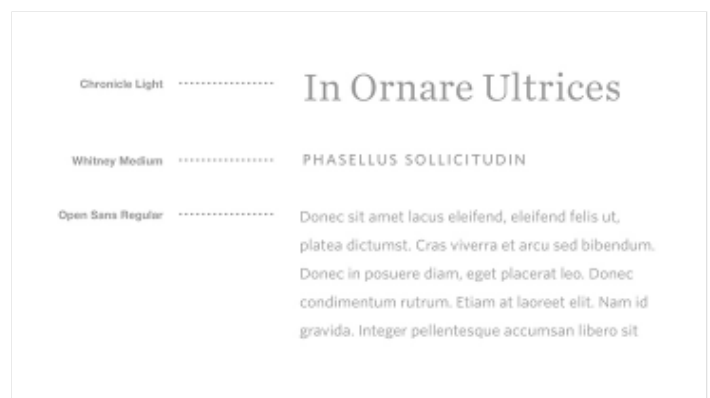 Chronicle Light
In Ornare Ultrices
Whitney Medium
PHASELLUS SOLLICITUDIN
Open Sans Regular
Donec sit amet lacus eleifend, eleifend felis ut,
platea dictumst. Cras viverra et arcu sed bibendum.
Donec in posuere diam, eget placerat leo. Donec
condimentum rutrum. Etiam at laoreet elit. Nam id
gravida. Integer pellentesque accumsan libero sit